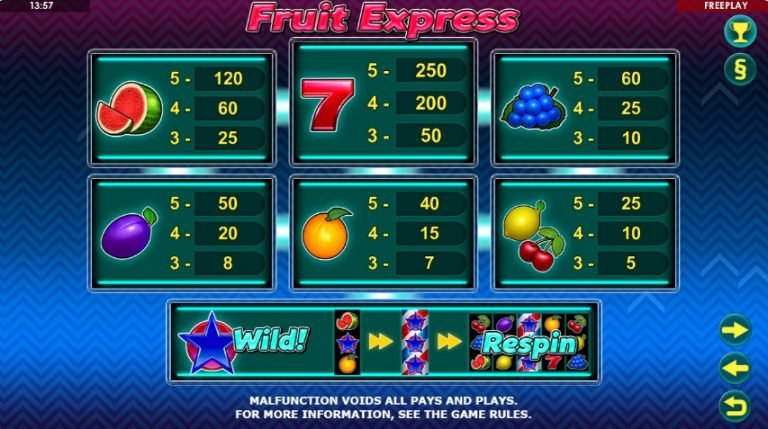 13:57
FREEPLAY
Fruit Express
§
5 - 120
4 - 60
3 - 25
7
5 - 250
4 - 200
3 - 50
5 - 60
4 - 25
3 - 10
5 - 50
4 - 20
3 - 8
5 - 40
4 - 15
3 - 7
5 - 25
4 - 10
3 - 5
Wild!
Respin
7
MALFUNCTION VOIDS ALL PAYS AND PLAYS.
FOR MORE INFORMATION, SEE THE GAME RULES.